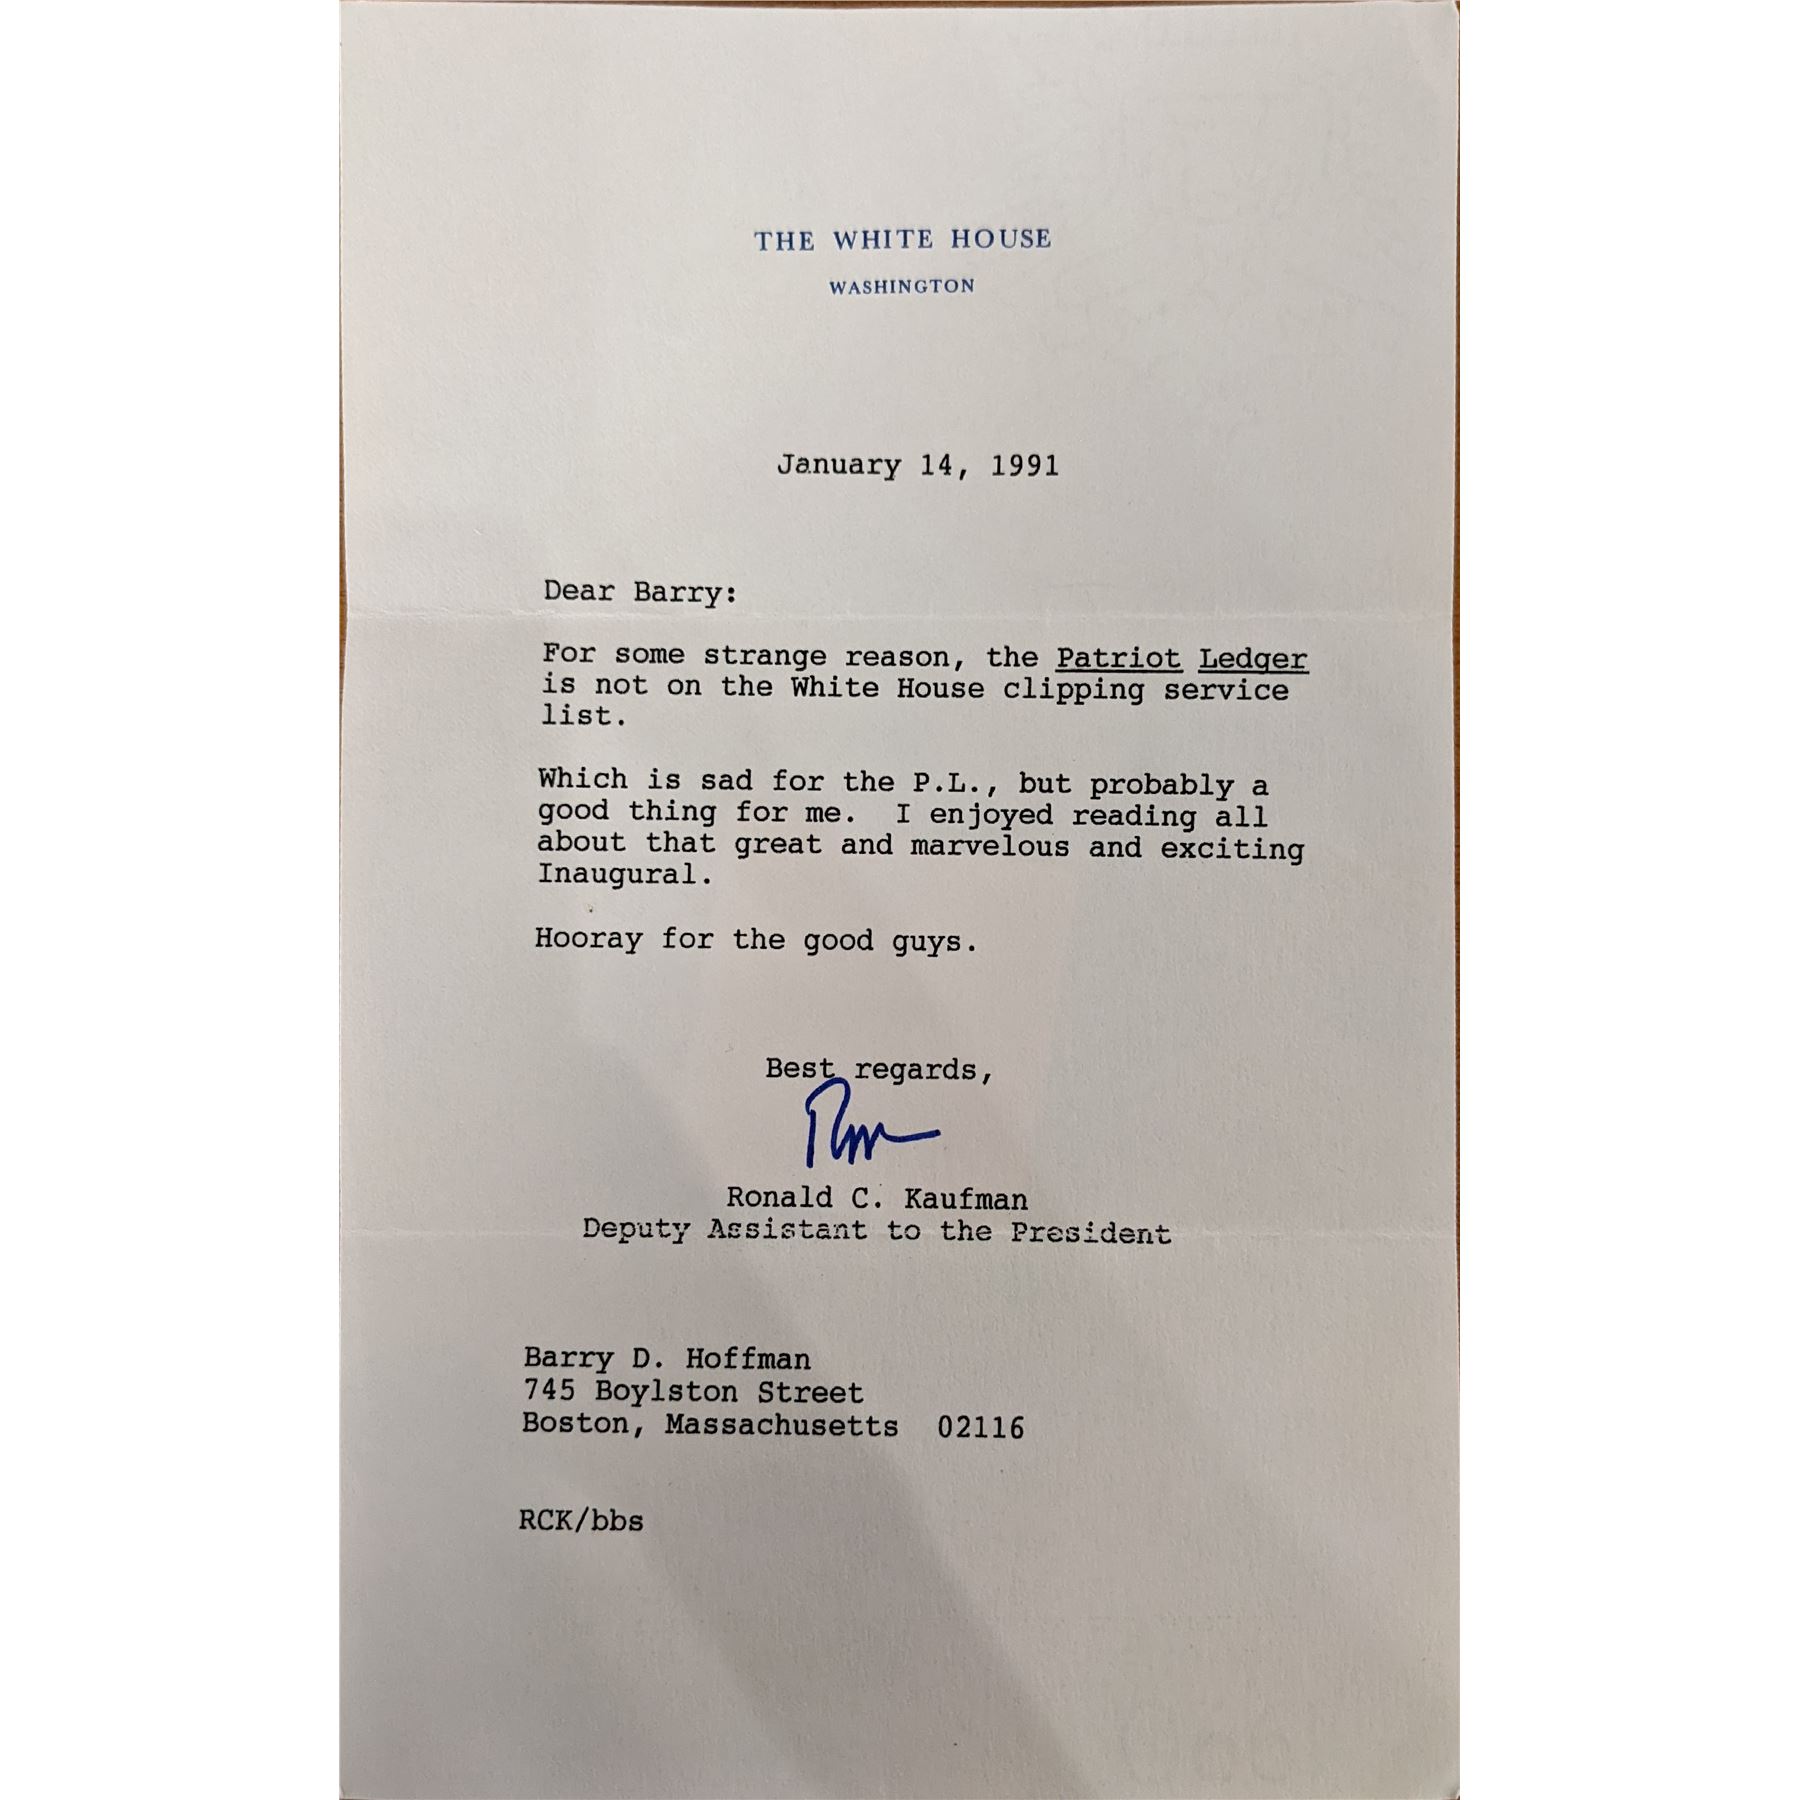 THE WHITE HOUSE
WASHINGTON
January 14, 1991
Dear Barry:
For some strange reason, the Patriot Ledger
is not on the White House clipping service
list.
Which is sad for the P.L., but probably a
good thing for me. I enjoyed reading all
about that great and marvelous and exciting
Inaugural.
Hooray for the good guys.
Best regards,
Ron
Ronald C. Kaufman
Deputy Assistant to the President
Barry D. Hoffman
745 Boylston Street
Boston, Massachusetts 02116
RCK/bbs